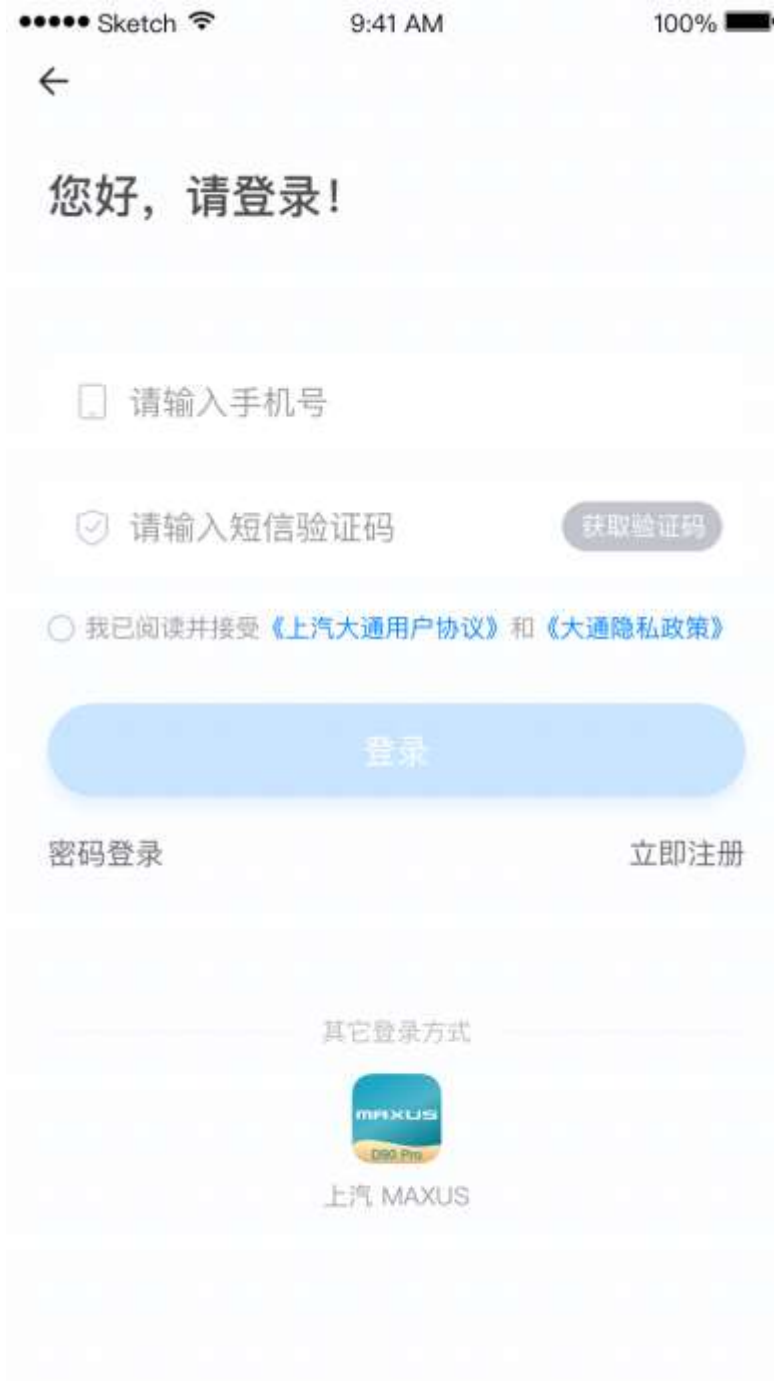 ●●●●● Sketch 9:41 AM 100%
您好，请登录！
请输入手机号
请输入短信验证码 获取验证码
我已阅读并接受《上汽大通用户协议》和《大通隐私政策》
登录
密码登录 立即注册
其它登录方式
MAXUS
D90 Pro
上汽 MAXUS